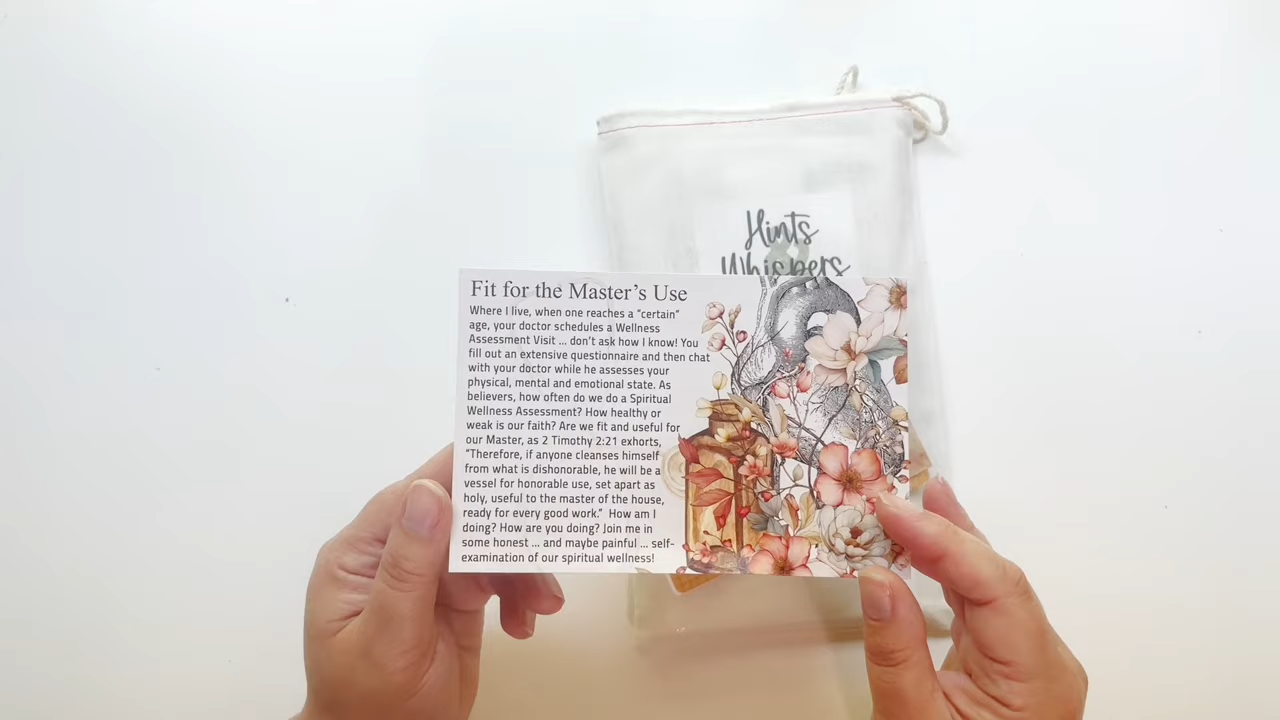 Hints
Whispers
Fit for the Master's Use
Where I live, when one reaches a "certain"
age, your doctor schedules a Wellness
Assessment Visit ... don't ask how I know! You
fill out an extensive questionnaire and then chat
with your doctor while he assesses your
physical, mental and emotional state. As
believers, how often do we do a Spiritual
Wellness Assessment? How healthy or
weak is our faith? Are we fit and useful for
our Master, as 2 Timothy 2:21 exhorts,
"Therefore, if anyone cleanses himself
from what is dishonorable, he will be a
vessel for honorable use, set apart as
holy, useful to the master of the house,
ready for every good work." How am I
doing? How are you doing? Join me in
some honest ... and maybe painful ... self-
examination of our spiritual wellness!